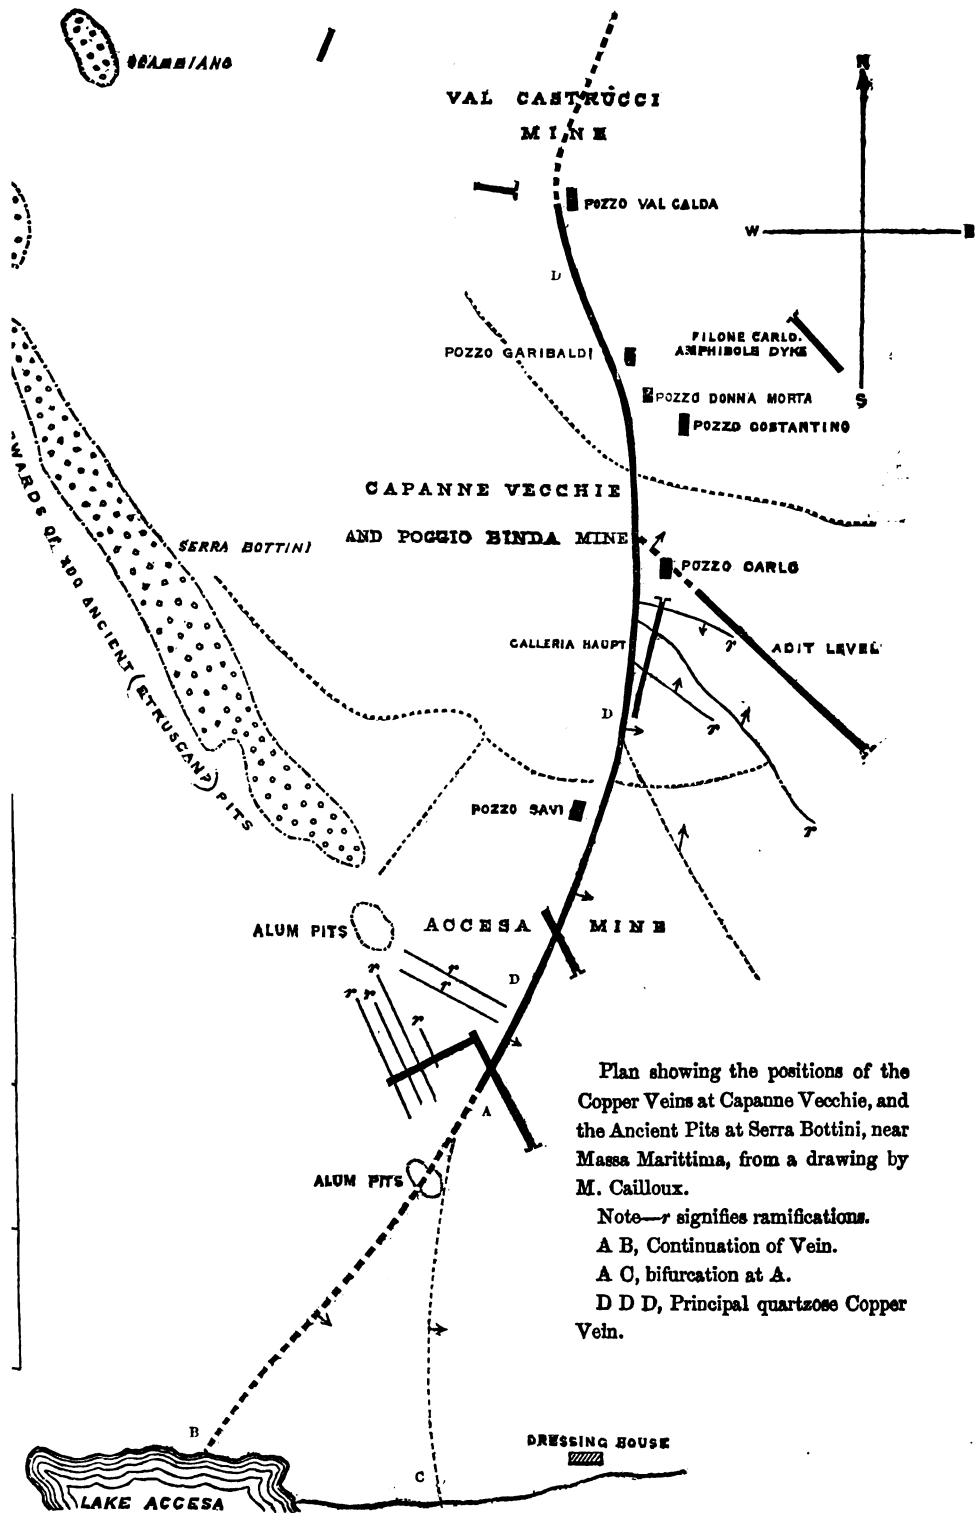 SCABBIANO
VAL CASTRUCCI
MINE
N
POZZO VAL CALDA
W
E
D
FILONE CARLO.
AMPHIBOLE DYKE
POZZO GARIBALDI
POZZO DONNA MORTA
S
POZZO COSTANTINO
CAPANNE VECCHIE
AND POGGIO BINDA MINE
SERRA BOTTINI
POZZO CARLO
WARDS OF 200 ANCIENT (ETRUSCAN?) PITS
GALLERIA HAUPT
r
ADIT LEVEL
D
r
POZZO SAVI
r
ALUM PITS
ACCESA MINE
r
r
D
r
r r
r
A
Plan showing the positions of the
Copper Veins at Capanne Vecchie, and
the Ancient Pits at Serra Bottini, near
Massa Marittima, from a drawing by
M. Cailloux.
Note—r signifies ramifications.
A B, Continuation of Vein.
A C, bifurcation at A.
D D D, Principal quartzose Copper
Vein.
ALUM PITS
B
DRESSING HOUSE
C
LAKE ACCESA